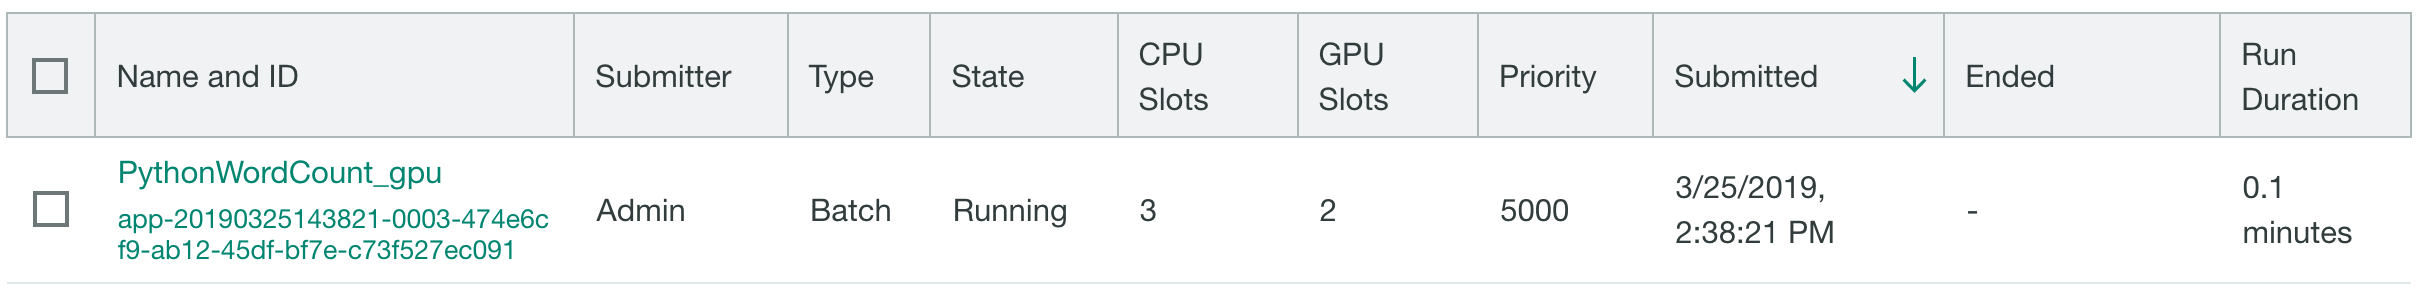 Name and ID
Submitter
Type
State
CPU
Slots
GPU
Slots
Priority
Submitted
Ended
Run
Duration
PythonWordCount_gpu
app-20190325143821-0003-474e6c
f9-ab12-45df-bf7e-c73f527ec091
Admin
Batch
Running
3
2
5000
3/25/2019,
2:38:21 PM
-
0.1
minutes